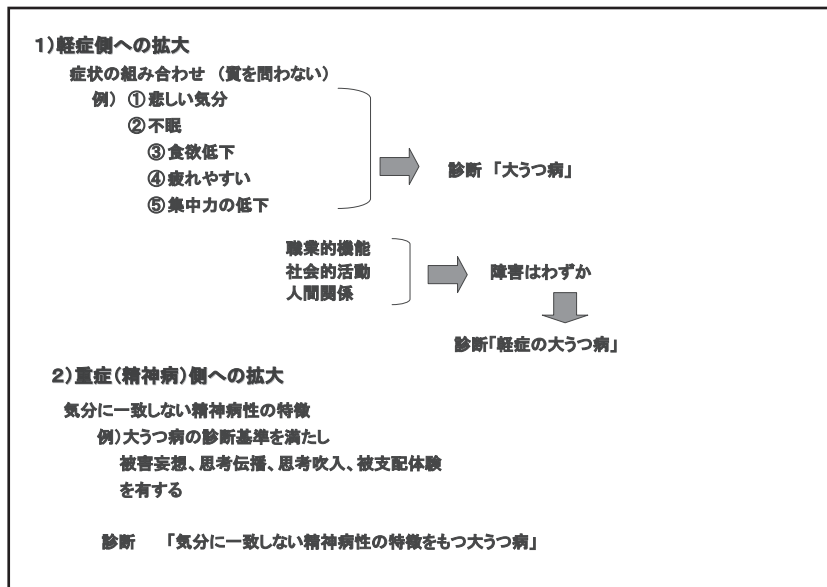 1）軽症側への拡大
症状の組み合わせ （質を問わない）
例） ① 悲しい気分
② 不眠
③ 食欲低下
④ 疲れやすい
⑤ 集中力の低下
診断 「大うつ病」
職業的機能
社会的活動
人間関係
障害はわずか
診断「軽症の大うつ病」
2）重症（精神病）側への拡大
気分に一致しない精神病性の特徴
例）大うつ病の診断基準を満たし
被害妄想、思考伝播、思考吹入、被支配体験
を有する
診断 「気分に一致しない精神病性の特徴をもつ大うつ病」